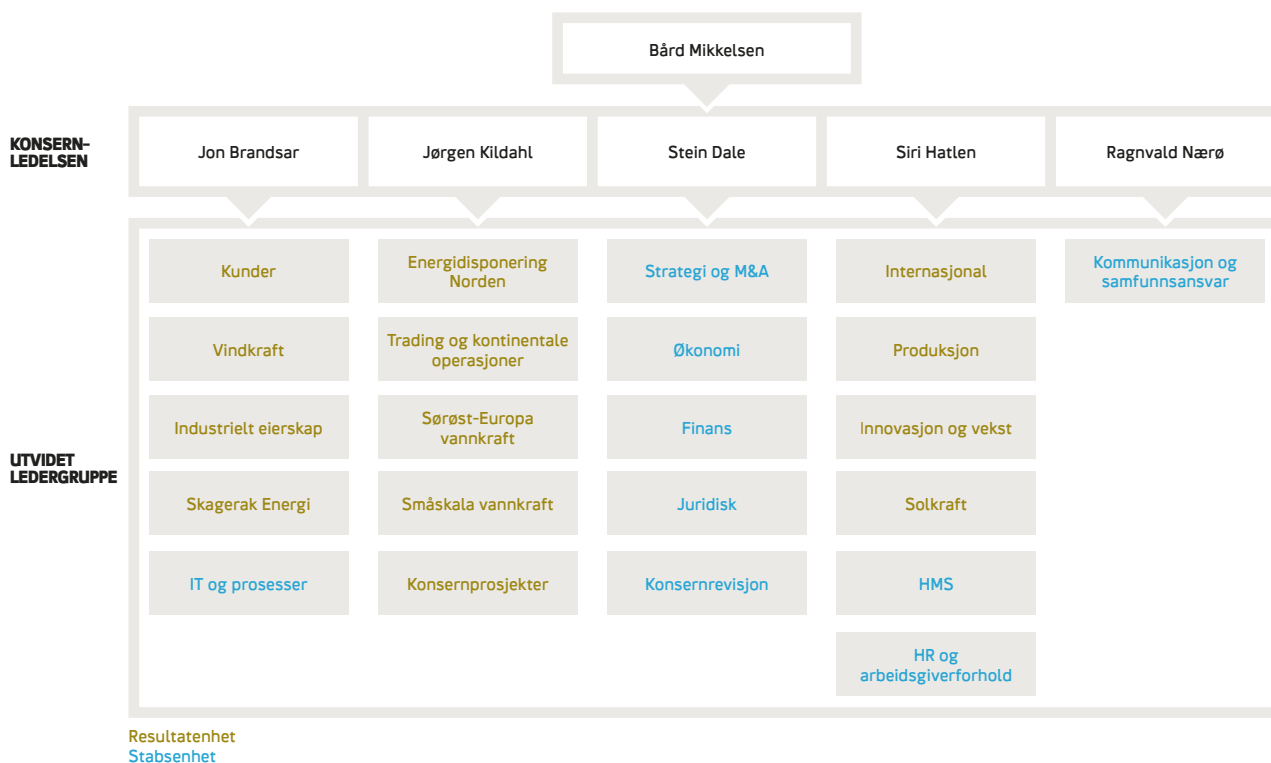 Bård Mikkelsen
KONSERN-
LEDELSEN
Jon Brandsar
Jørgen Kildahl
Stein Dale
Siri Hatlen
Ragnvald Nærø
UTVIDET
LEDERGRUPPE
Kunder
Energidisponering
Norden
Strategi og M&A
Internasjonal
Kommunikasjon og
samfunnsansvar
Vindkraft
Trading og kontinentale
operasjoner
Økonomi
Produksjon
Industrielt eierskap
Sørøst-Europa
vannkraft
Finans
Innovasjon og vekst
Skagerak Energi
Småskala vannkraft
Juridisk
Solkraft
IT og prosesser
Konsernprosjekter
Konsernrevisjon
HMS
HR og
arbeidsgiverforhold
Resultatenhet
Stabsenhet